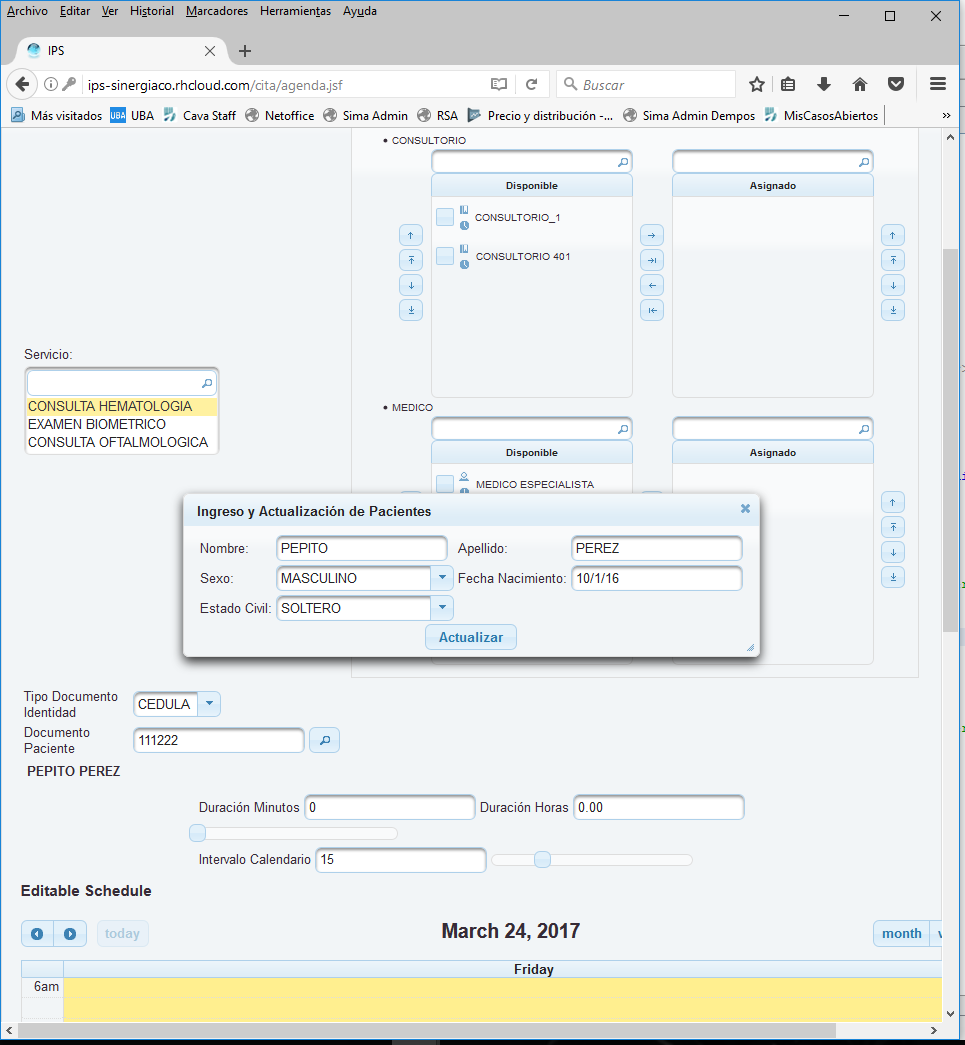 Archivo Editar Ver Historial Marcadores Herramientas Ayuda
IPS
ips-sinergiaco.rhcloud.com/cita/agenda.jsf
Buscar
Más visitados UBA UBA Cava Staff Netoffice Sima Admin RSA Precio y distribución -... Sima Admin Dempos MisCasosAbiertos
CONSULTORIO
Disponible Asignado
CONSULTORIO_1
CONSULTORIO 401
Servicio:
CONSULTA HEMATOLOGIA
EXAMEN BIOMETRICO
CONSULTA OFTALMOLOGICA
MEDICO
Disponible Asignado
MEDICO ESPECIALISTA
Ingreso y Actualización de Pacientes
Nombre: PEPITO Apellido: PEREZ
Sexo: MASCULINO Fecha Nacimiento: 10/1/16
Estado Civil: SOLTERO
Actualizar
Tipo Documento
Identidad
CEDULA
Documento
Paciente
111222
PEPITO PEREZ
Duración Minutos 0 Duración Horas 0.00
Intervalo Calendario 15
Editable Schedule
today March 24, 2017 month
Friday
6am